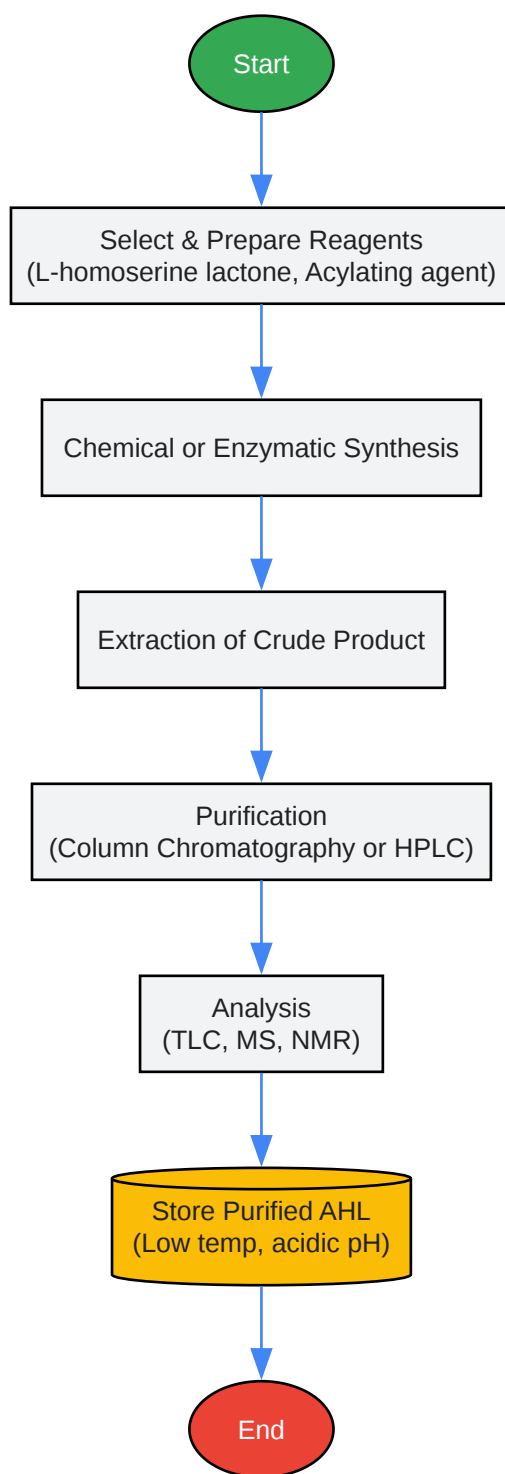 Start
Select & Prepare Reagents
(L-homoserine lactone, Acylating agent)
Chemical or Enzymatic Synthesis
Extraction of Crude Product
Purification
(Column Chromatography or HPLC)
Analysis
(TLC, MS, NMR)
Store Purified AHL
(Low temp, acidic pH)
End